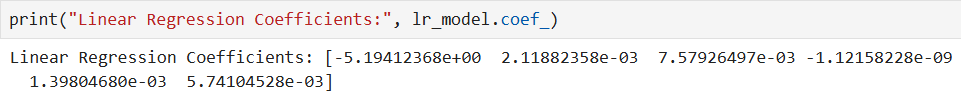 print("Linear Regression Coefficients:", lr_model.coef_)
Linear Regression Coefficients: [-5.19412368e+00  2.11882358e-03  7.57926497e-03 -1.12158228e-09
  1.39804680e-03  5.74104528e-03]